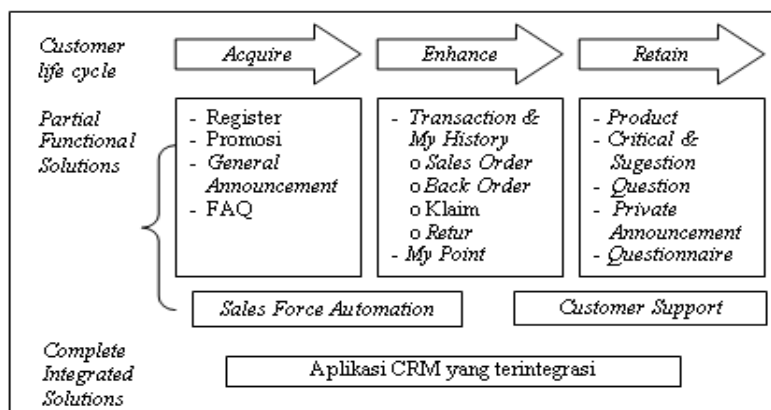 Customer
life cycle
Acquire
Enhance
Retain
Partial
Functional
Solutions
- Register
- Promosi
- General
Announcement
- FAQ
- Transaction &
My History
o Sales Order
o Back Order
o Klaim
o Retur
- My Point
- Product
- Critical &
Sugestion
- Question
- Private
Announcement
- Questionnaire
Sales Force Automation
Customer Support
Complete
Integrated
Solutions
Aplikasi CRM yang terintegrasi